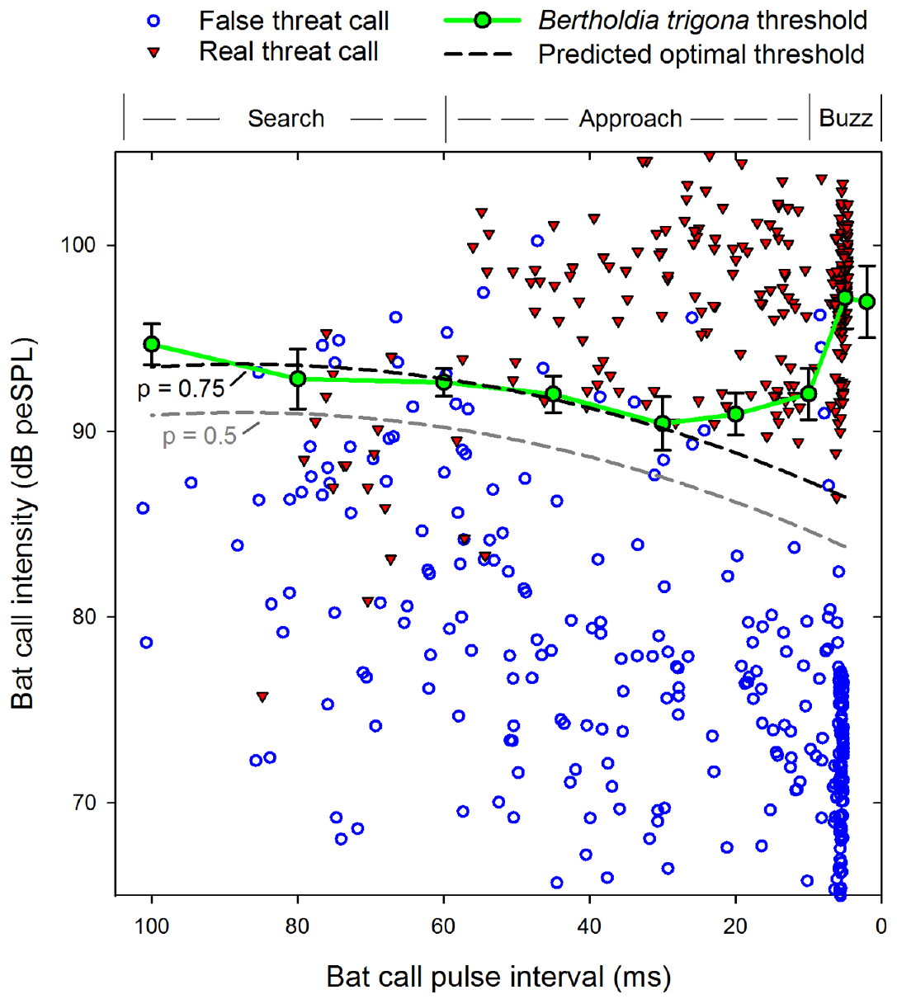 False threat call
Bertholdia trigona threshold
Real threat call
Predicted optimal threshold
Search
Approach
Buzz
100
90
80
70
p = 0.75
p = 0.5
100
80
60
40
20
0
Bat call intensity (dB peSPL)
Bat call pulse interval (ms)